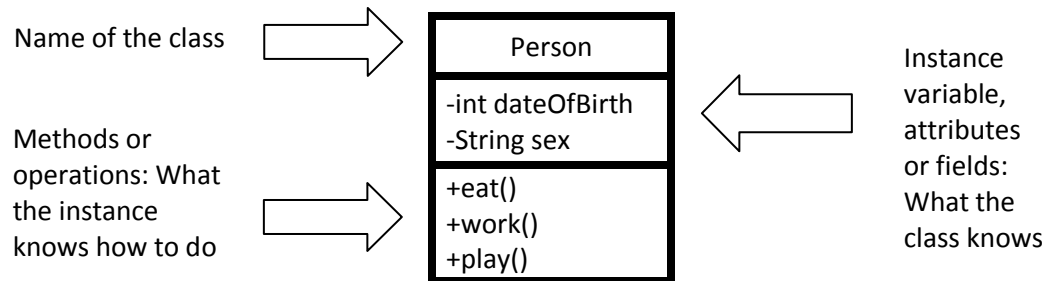 Name of the class
Person
-int dateOfBirth
-String sex
Instance
variable,
attributes
or fields:
What the
class knows
Methods or
operations: What
the instance
knows how to do
+eat()
+work()
+play()